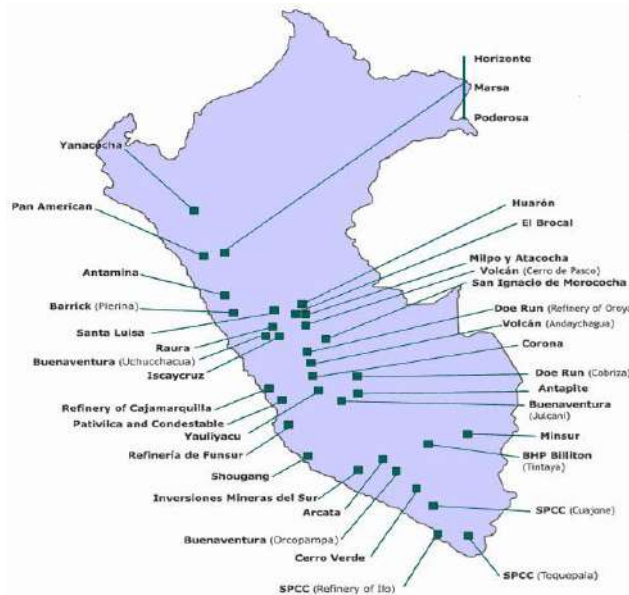 Horizonte
Marsa
Poderosa
Yanacocha
Pan American
Huarón
El Brocal
Milpo y Atacocha
Volcán (Cerro de Pasco)
San Ignacio de Morococha
Antamina
Barrick (Pierina)
Santa Luisa
Raura
Buenaventura (Uchucchacua)
Iscaycruz
Doe Run (Refinery of Oroya
Volcán (Andaychagua)
Corona
Doe Run (Cobriza)
Antapite
Buenaventura
(Julcani)
Refinery of Cajamarquilla
Pativilca and Condestable
Yauliyacu
Refinería de Funsur
Shougang
Minsur
BHP Billiton
(Tintaya)
Inversiones Mineras del Sur
Arcata
Buenaventura (Orcopampa)
Cerro Verde
SPCC (Cuajone)
SPCC (Refinery of Ilo)
SPCC (Toquepala)